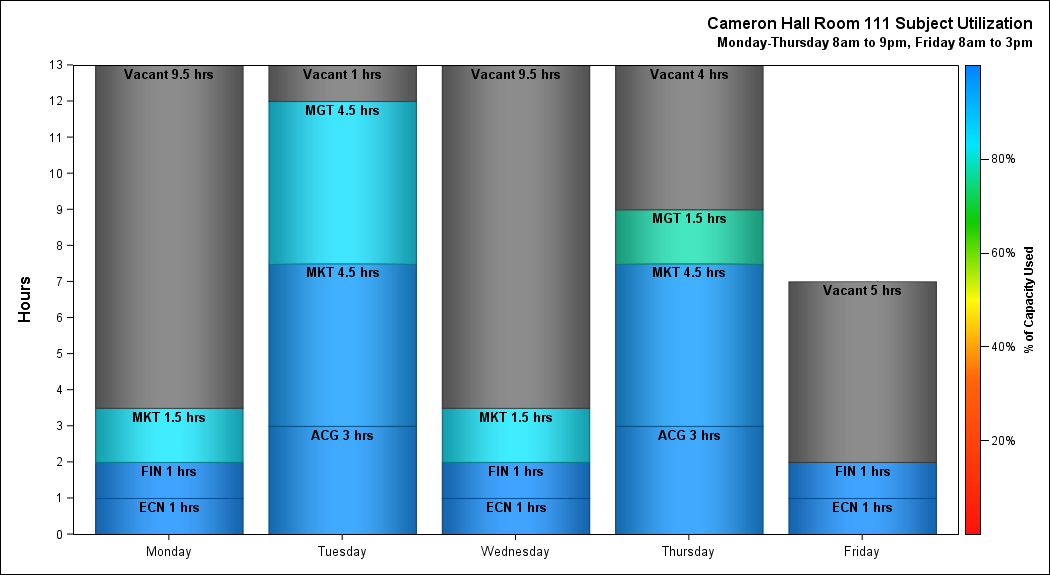 Cameron Hall Room 111 Subject Utilization
Monday-Thursday 8am to 9pm, Friday 8am to 3pm
Hours
13
12
11
10
9
8
7
6
5
4
3
2
1
0
Vacant 9.5 hrs
MKT 1.5 hrs
FIN 1 hrs
ECN 1 hrs
Monday
Vacant 1 hrs
MGT 4.5 hrs
MKT 4.5 hrs
ACG 3 hrs
Tuesday
Vacant 9.5 hrs
MKT 1.5 hrs
FIN 1 hrs
ECN 1 hrs
Wednesday
Vacant 4 hrs
MGT 1.5 hrs
MKT 4.5 hrs
ACG 3 hrs
Thursday
Vacant 5 hrs
FIN 1 hrs
ECN 1 hrs
Friday
80%
60%
40%
20%
% of Capacity Used